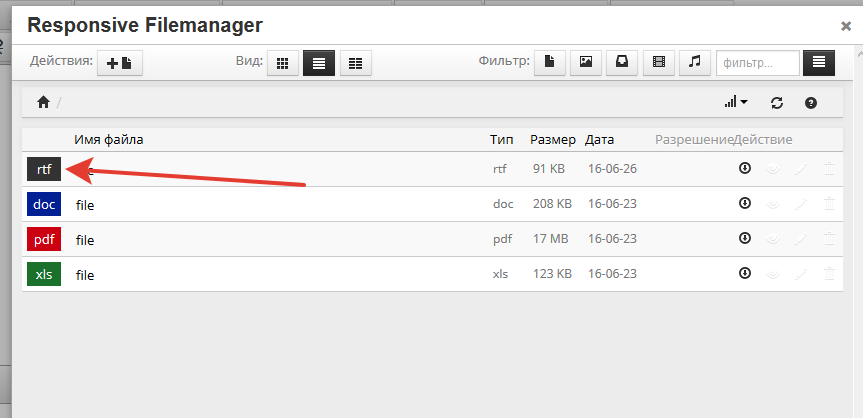 Responsive Filemanager
Действия: Вид: Фильтр: фильтр...
/
Имя файла Тип Размер Дата Разрешение Действие
rtf rtf 91 KB 16-06-26
doc file doc 208 KB 16-06-23
pdf file pdf 17 MB 16-06-23
xls file xls 123 KB 16-06-23